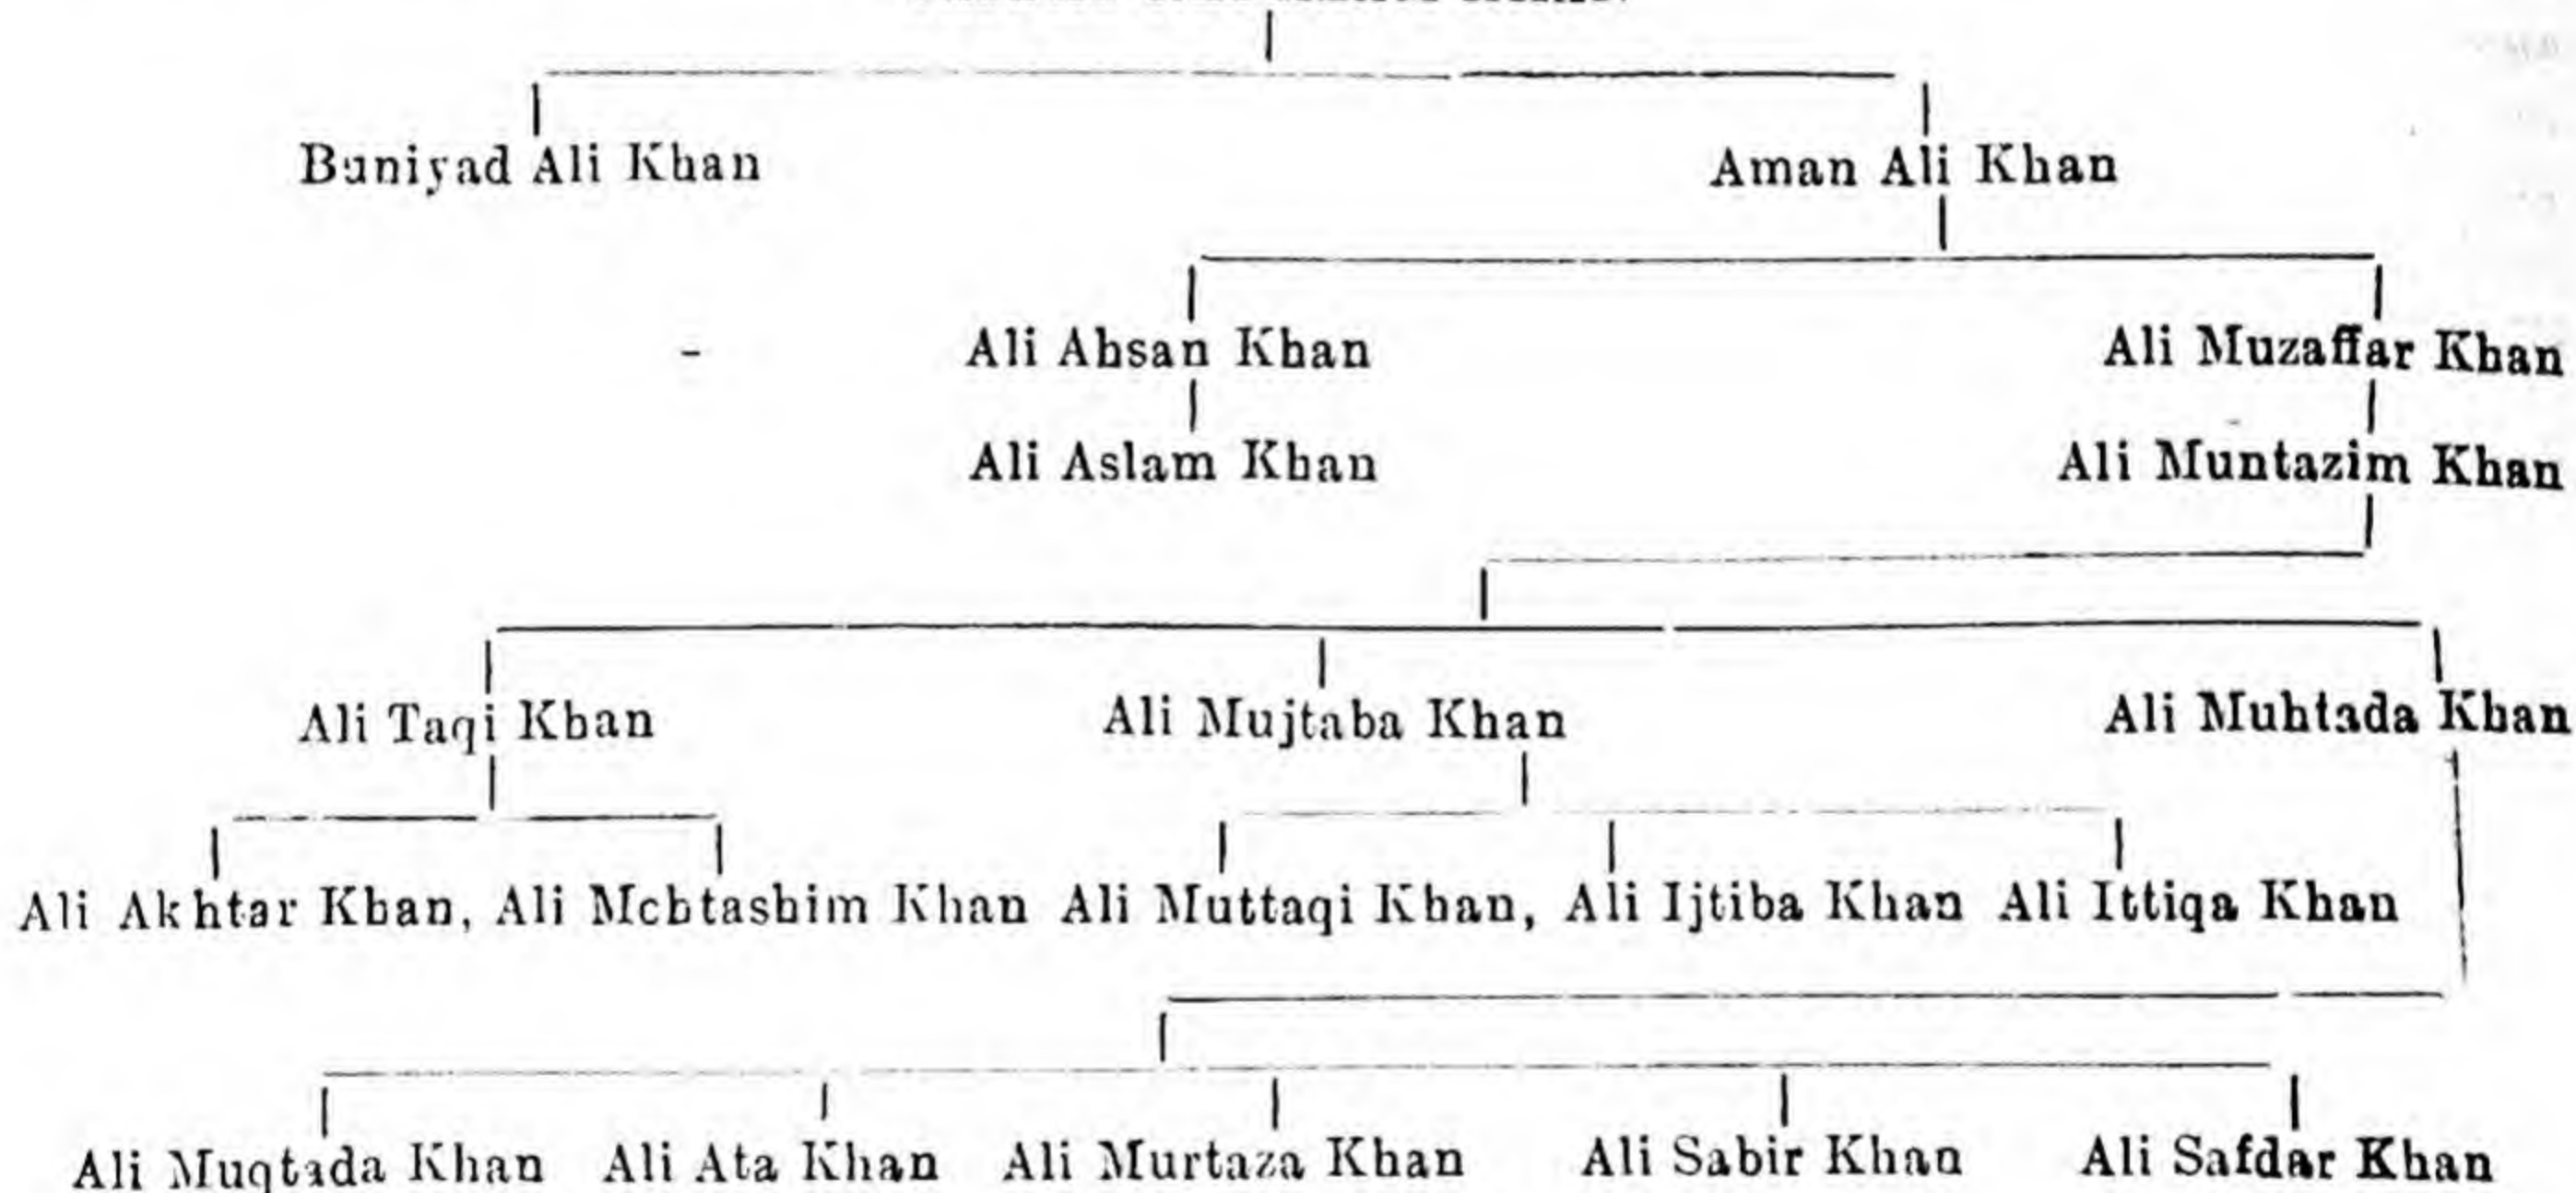 Buniyad Ali Khan Aman Ali Khan
Ali Ahsan Khan Ali Muzaffar Khan
Ali Aslam Khan Ali Muntazim Khan
Ali Taqi Khan Ali Mujtaba Khan Ali Muhtada Khan
Ali Akhtar Khan, Ali Mohtashim Khan Ali Muttaqi Khan, Ali Ijtiba Khan Ali Ittiqa Khan
Ali Muqtada Khan Ali Ata Khan Ali Murtaza Khan Ali Sabir Khan Ali Safdar Khan